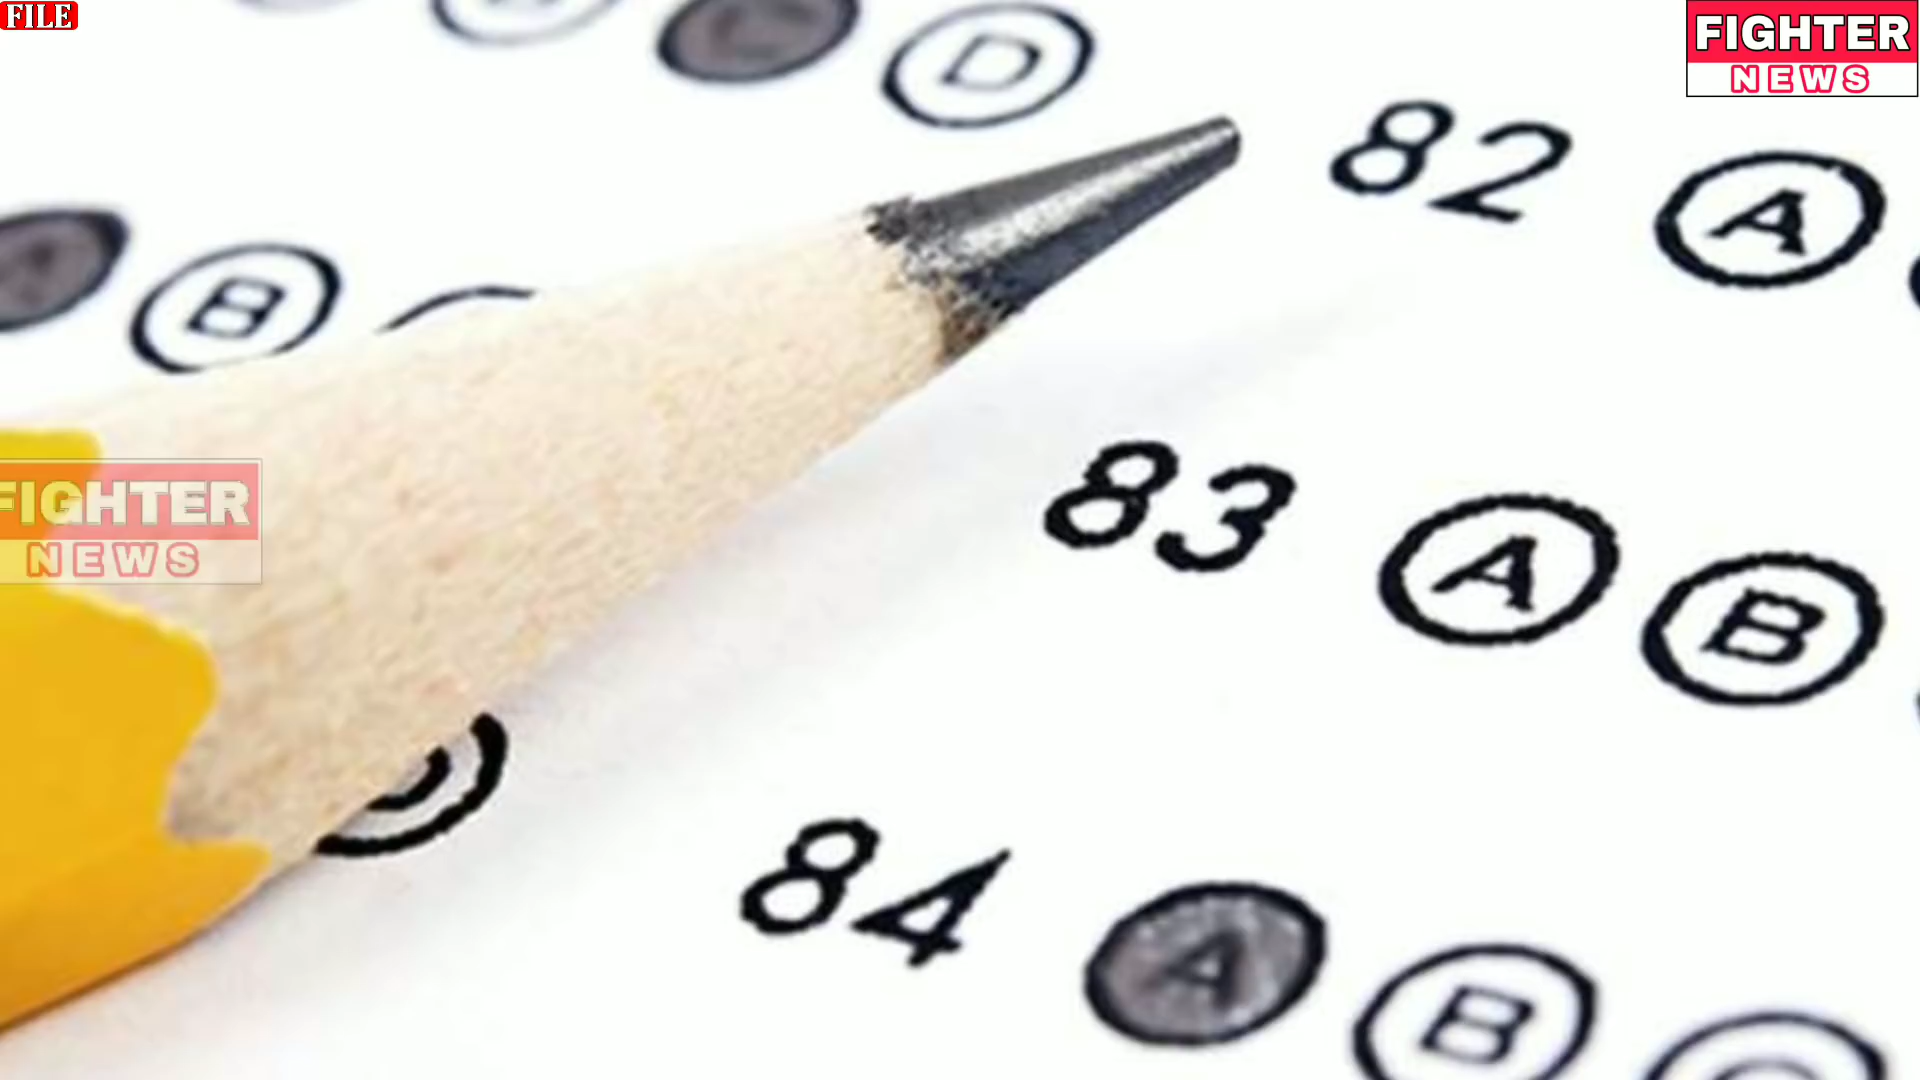 FILE
FIGHTER
NEWS
D
82 A
B
FIGHTER
NEWS
83 A B
84 A B